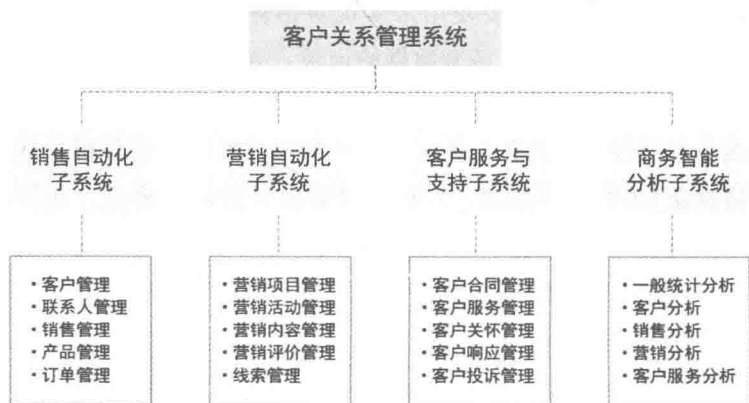 客户关系管理系统
销售自动化
子系统
营销自动化
子系统
客户服务与
支持子系统
商务智能
分析子系统
·客户管理
·联系人管理
·销售管理
·产品管理
·订单管理
·营销项目管理
·营销活动管理
·营销内容管理
·营销评价管理
·线索管理
·客户合同管理
·客户服务管理
·客户关怀管理
·客户响应管理
·客户投诉管理
·一般统计分析
·客户分析
·销售分析
·营销分析
·客户服务分析